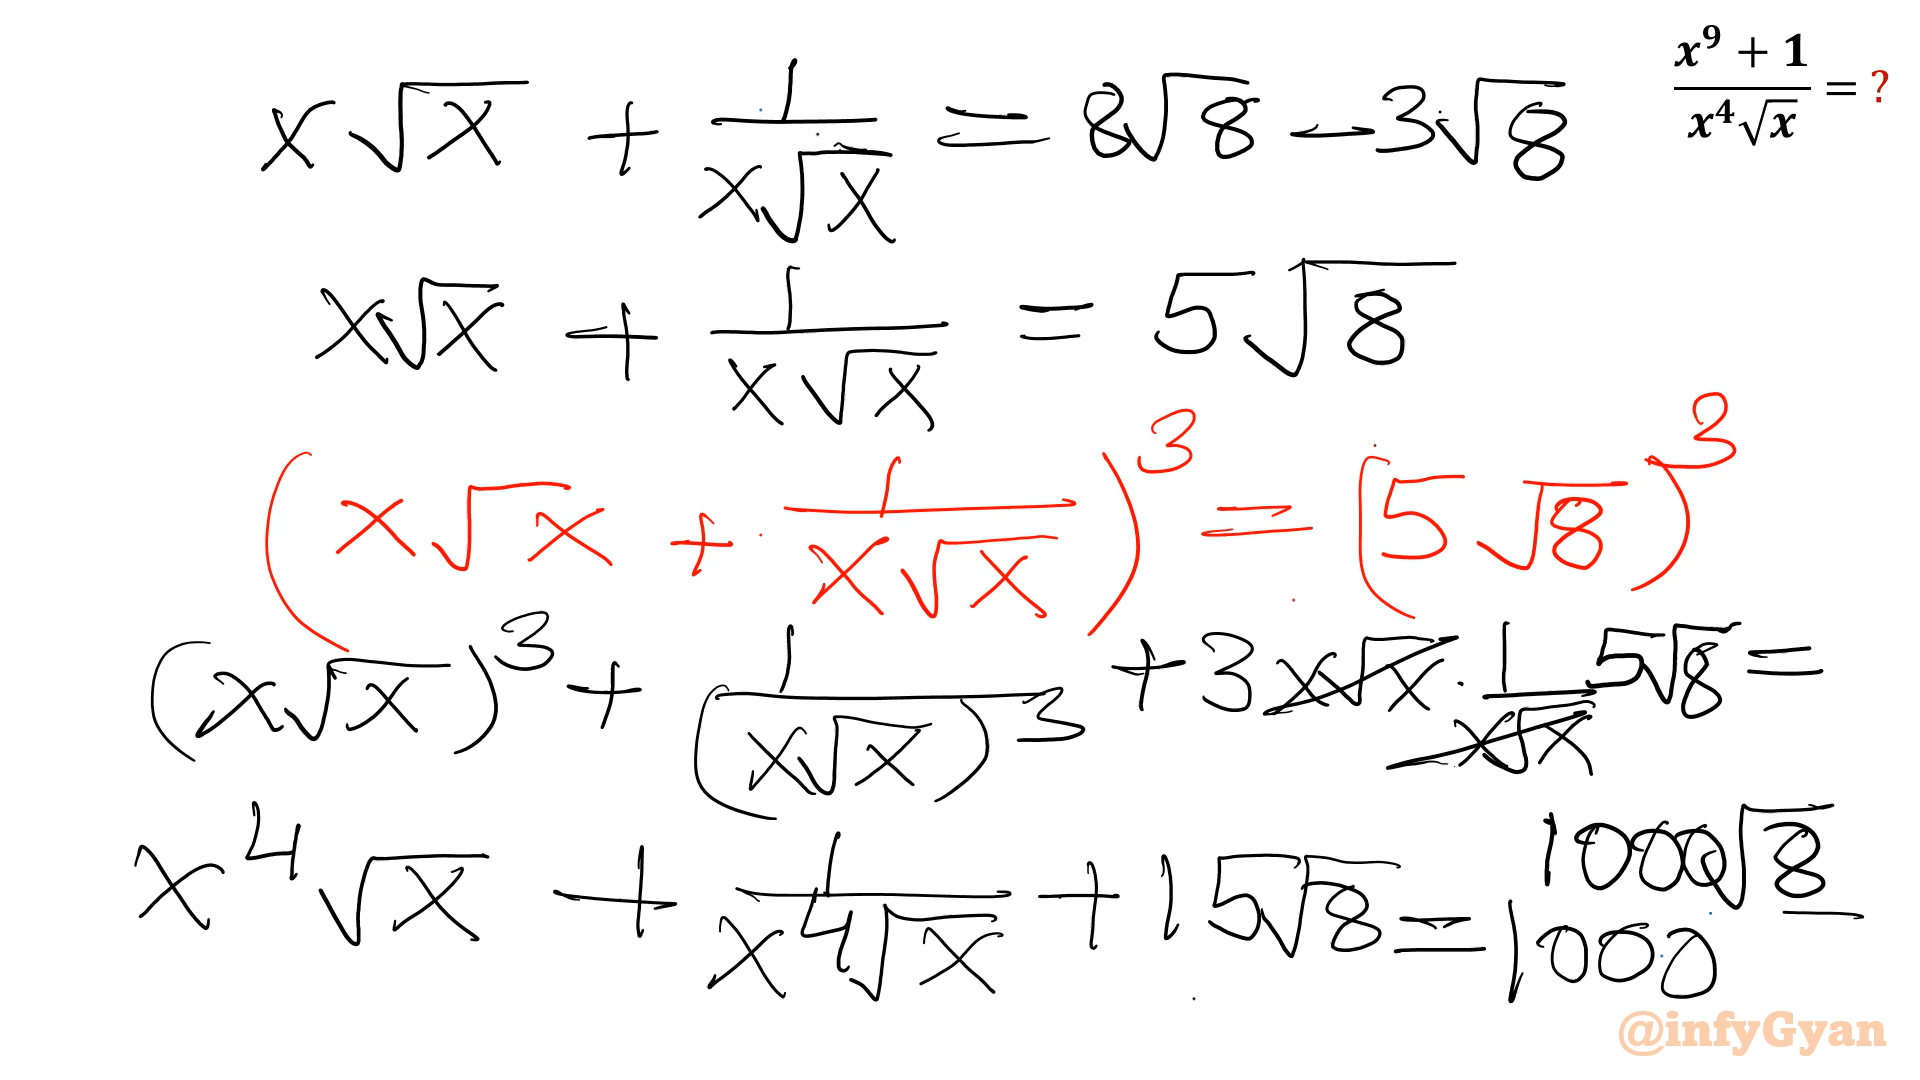 x√x + 1/(x√x) = 8√8 − 3√8
(x⁹ + 1)/(x⁴√x) = ?
x√x + 1/(x√x) = 5√8
(x√x + 1/(x√x))³ = (5√8)³
(x√x)³ + 1/(x√x)³ + 3x√x · 1/(x√x) 5√8 =
x⁴√x + 1/(x⁴√x) + 15√8 = 1000√8
1000
@infyGyan